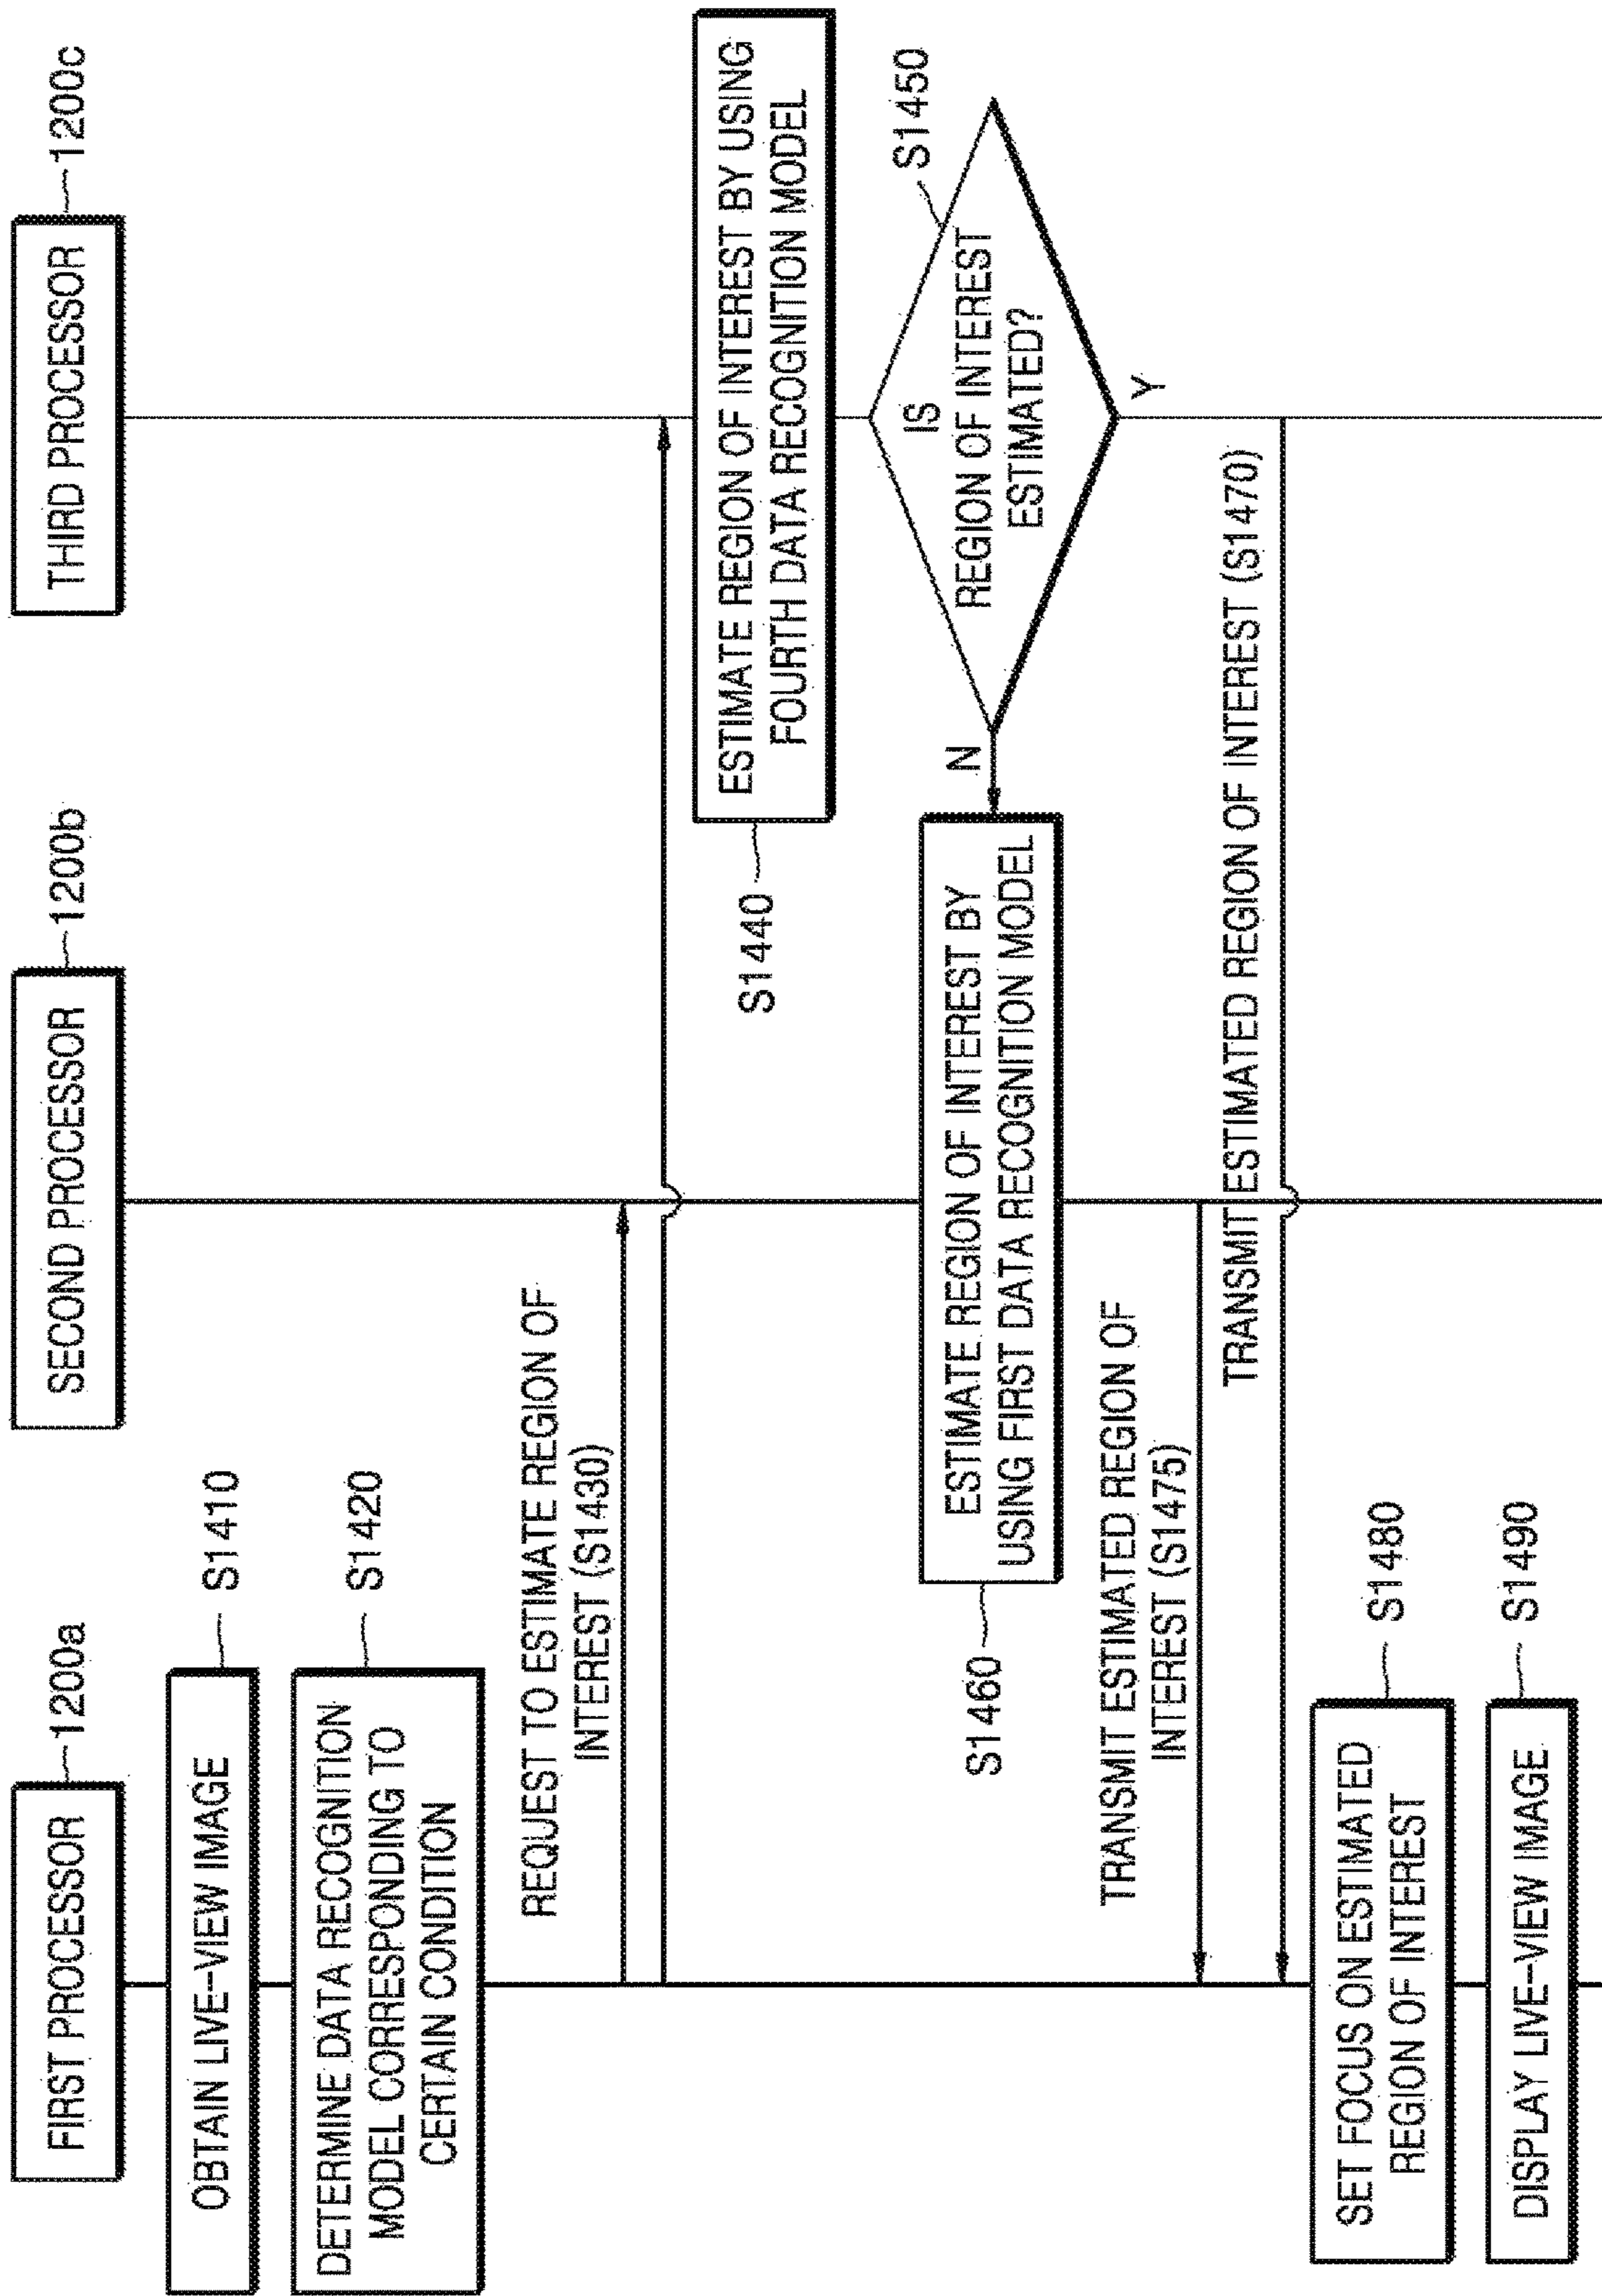 FIRST PROCESSOR
1200a
SECOND PROCESSOR
1200b
THIRD PROCESSOR
1200c
OBTAIN LIVE-VIEW IMAGE
S1410
DETERMINE DATA RECOGNITION
MODEL CORRESPONDING TO
CERTAIN CONDITION
S1420
REQUEST TO ESTIMATE REGION OF
INTEREST (S1430)
ESTIMATE REGION OF INTEREST BY USING
FOURTH DATA RECOGNITION MODEL
S1440
IS
REGION OF INTEREST
ESTIMATED?
S1450
N
Y
ESTIMATE REGION OF INTEREST BY
USING FIRST DATA RECOGNITION MODEL
S1460
TRANSMIT ESTIMATED REGION OF
INTEREST (S1475)
TRANSMIT ESTIMATED REGION OF INTEREST (S1470)
SET FOCUS ON ESTIMATED
REGION OF INTEREST
S1480
DISPLAY LIVE-VIEW IMAGE
S1490